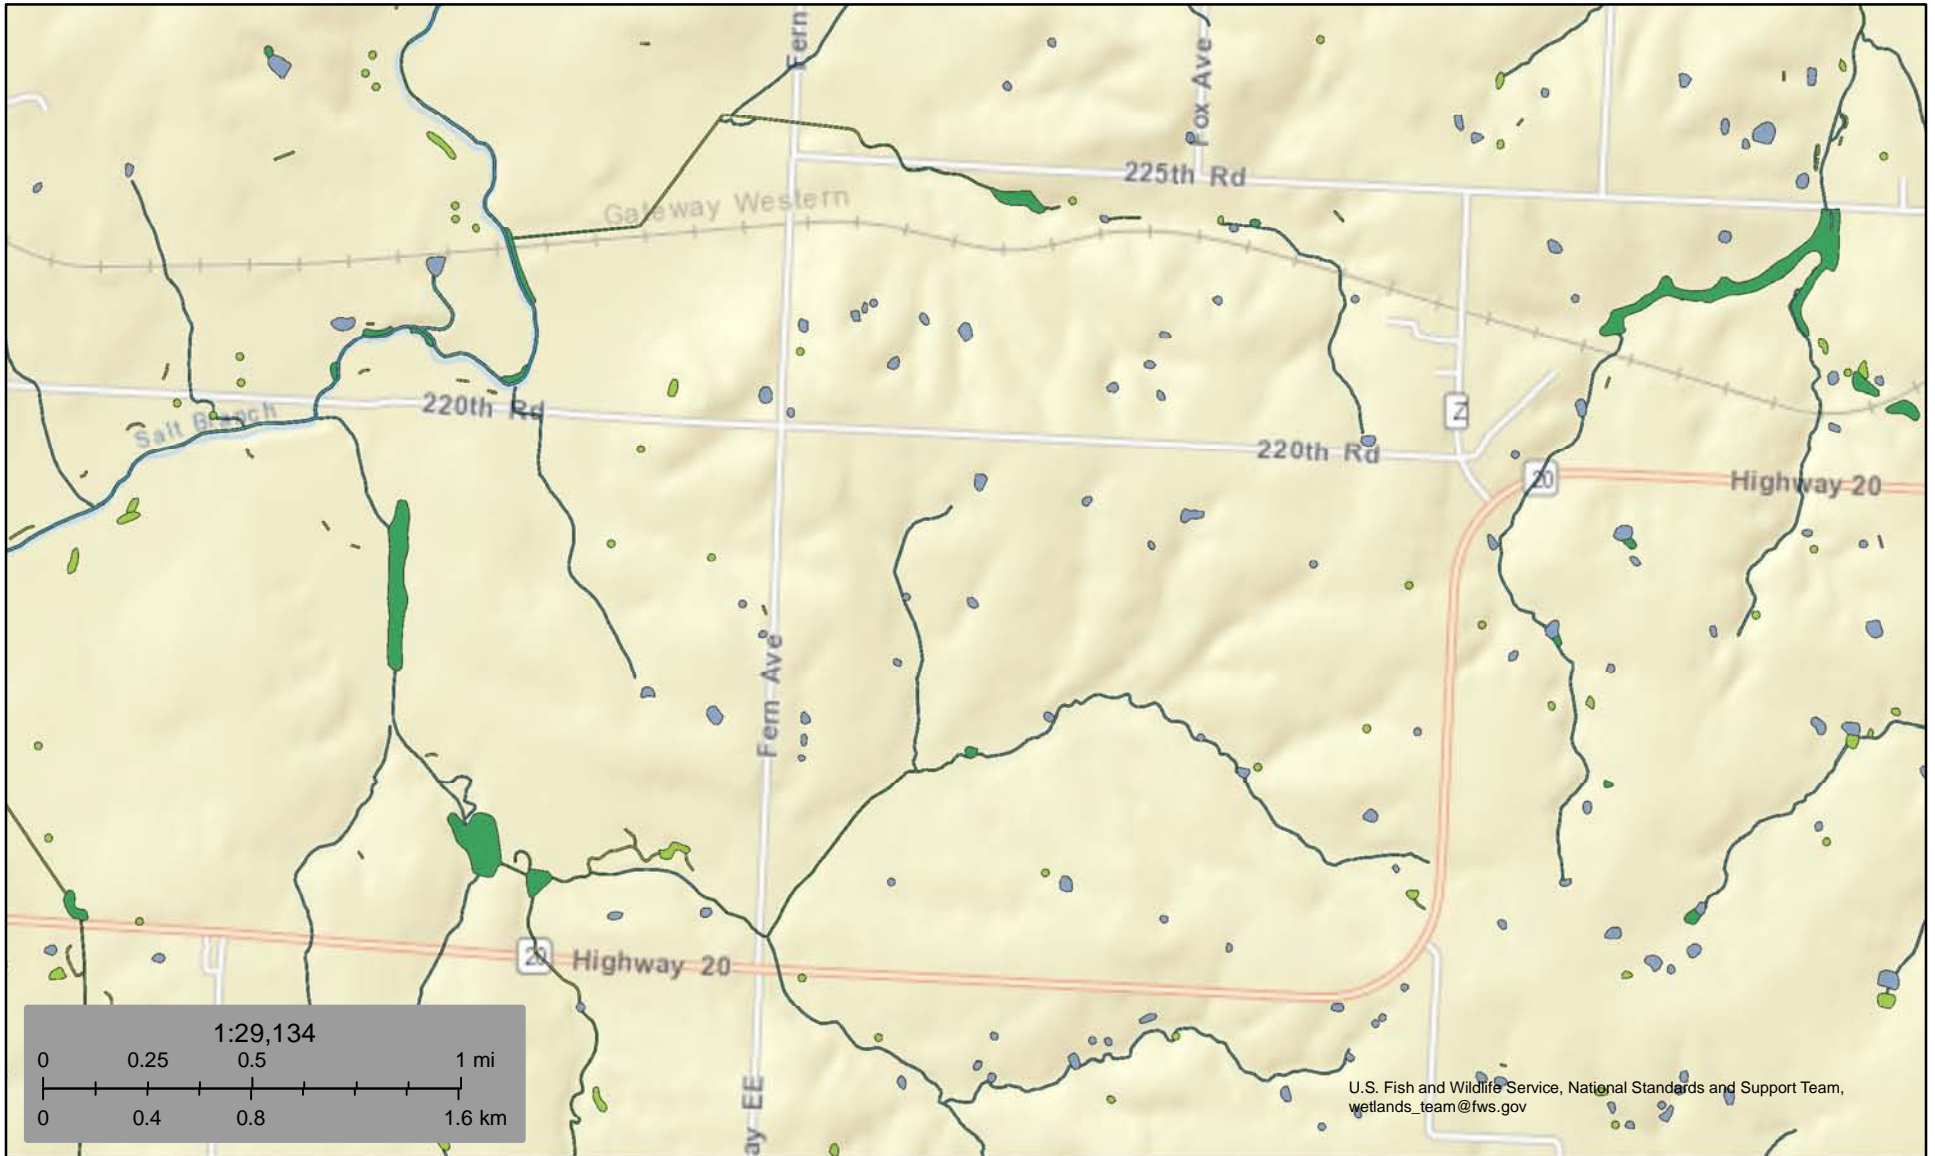 Fern
Fox Ave
225th Rd
Gateway Western
220th Rd
Salt Branch
Z
220th Rd
20
Highway 20
Fern Ave
20
Highway 20
ay EE
1:29,134
0 0.25 0.5 1 mi
0 0.4 0.8 1.6 km
U.S. Fish and Wildlife Service, National Standards and Support Team,
wetlands_team@fws.gov